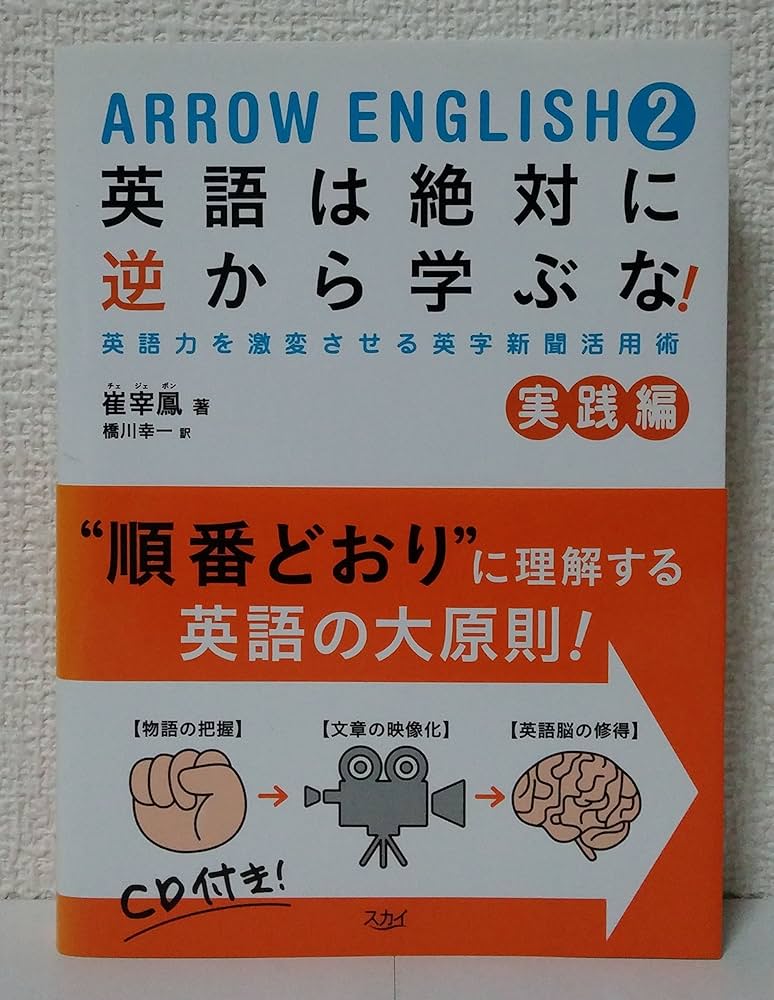 ARROW ENGLISH2
英語は絶対に
逆から学ぶな!
英語力を激変させる英字新聞活用術
チェ ジェ ボン
崔宰鳳 著
橋川幸一 訳
実践編
“順番どおり”に理解する
英語の大原則!
【物語の把握】
【文章の映像化】
【英語脳の修得】
CD付き!
スカイ